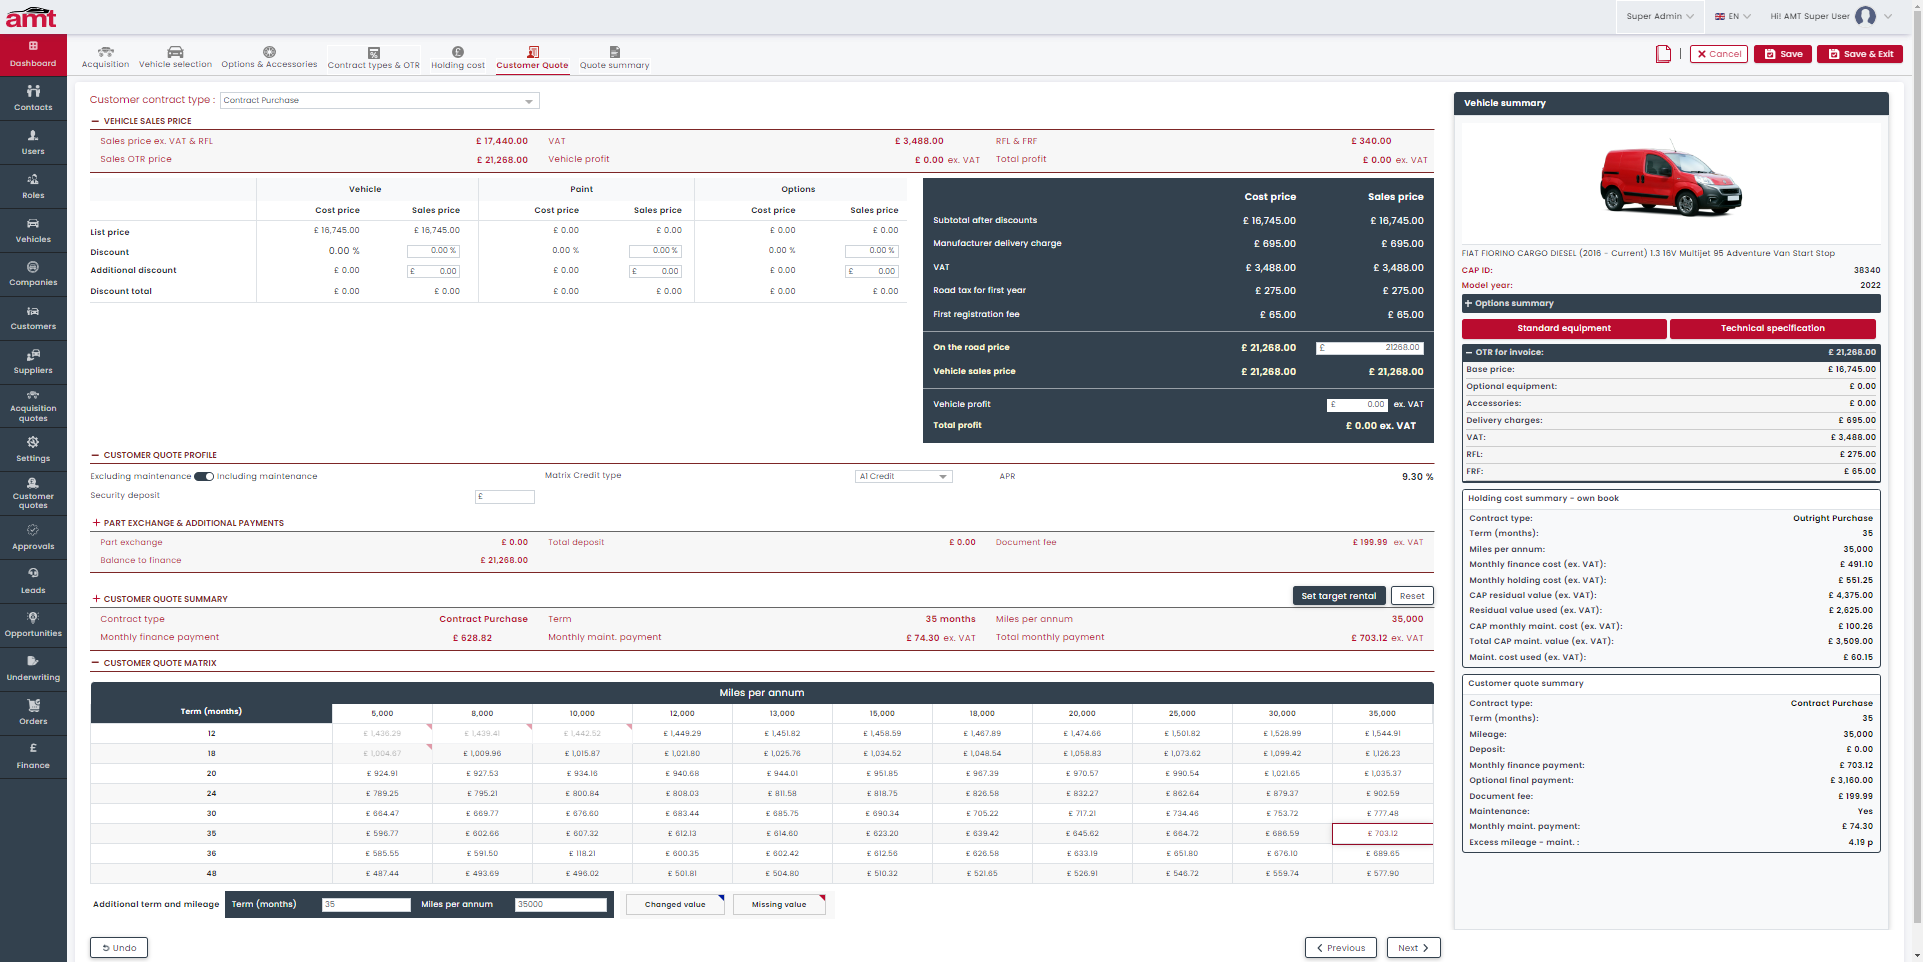 amt
Super Admin
EN
Hi! AMT Super User
Dashboard
Contacts
Users
Roles
Vehicles
Companies
Customers
Suppliers
Acquisition quotes
Settings
Customer quotes
Approvals
Leads
Opportunities
Underwriting
Orders
Finance
Acquisition Vehicle selection Options & Accessories Contract types & OTR Holding cost Customer Quote Quote summary
Cancel Save Save & Exit
Customer contract type : Contract Purchase
VEHICLE SALES PRICE
Sales price ex. VAT & RFL £ 17,440.00 VAT £ 3,488.00 RFL & FRF £ 340.00
Sales OTR price £ 21,268.00 Vehicle profit £ 0.00 ex. VAT Total profit £ 0.00 ex. VAT
Vehicle Paint Options
Cost price Sales price Cost price Sales price Cost price Sales price
List price £ 16,745.00 £ 16,745.00 £ 0.00 £ 0.00 £ 0.00 £ 0.00
Discount 0.00 % 0.00 % 0.00 % 0.00 % 0.00 % 0.00 %
Additional discount £ 0.00 £ 0.00 £ 0.00 £ 0.00 £ 0.00 £ 0.00
Discount total £ 0.00 £ 0.00 £ 0.00 £ 0.00 £ 0.00 £ 0.00
Cost price Sales price
Subtotal after discounts £ 16,745.00 £ 16,745.00
Manufacturer delivery charge £ 695.00 £ 695.00
VAT £ 3,488.00 £ 3,488.00
Road tax for first year £ 275.00 £ 275.00
First registration fee £ 65.00 £ 65.00
On the road price £ 21,268.00 £ 21268.00
Vehicle sales price £ 21,268.00 £ 21,268.00
Vehicle profit £ 0.00 ex. VAT
Total profit £ 0.00 ex. VAT
CUSTOMER QUOTE PROFILE
Excluding maintenance Including maintenance Matrix Credit type A1 Credit APR 9.30 %
Security deposit £
PART EXCHANGE & ADDITIONAL PAYMENTS
Part exchange £ 0.00 Total deposit £ 0.00 Document fee £ 199.99 ex. VAT
Balance to finance £ 21,268.00
CUSTOMER QUOTE SUMMARY Set target rental Reset
Contract type Contract Purchase Term 35 months Miles per annum 35,000
Monthly finance payment £ 628.82 Monthly maint. payment £ 74.30 ex. VAT Total monthly payment £ 703.12 ex. VAT
CUSTOMER QUOTE MATRIX
Miles per annum
Term (months) 5,000 8,000 10,000 12,000 13,000 15,000 18,000 20,000 25,000 30,000 35,000
12 £ 1,436.29 £ 1,439.41 £ 1,442.52 £ 1,449.29 £ 1,451.82 £ 1,458.59 £ 1,467.89 £ 1,474.66 £ 1,501.82 £ 1,528.99 £ 1,544.91
18 £ 1,004.67 £ 1,009.96 £ 1,015.87 £ 1,021.80 £ 1,025.76 £ 1,034.52 £ 1,048.54 £ 1,058.83 £ 1,073.62 £ 1,099.42 £ 1,126.23
20 £ 924.91 £ 927.53 £ 934.16 £ 940.68 £ 944.01 £ 951.85 £ 967.39 £ 970.57 £ 990.54 £ 1,021.65 £ 1,035.37
24 £ 789.25 £ 795.21 £ 800.84 £ 808.03 £ 811.58 £ 818.75 £ 826.58 £ 832.27 £ 862.64 £ 879.37 £ 902.59
30 £ 664.47 £ 669.77 £ 676.60 £ 683.44 £ 685.75 £ 690.34 £ 705.22 £ 717.21 £ 734.46 £ 753.72 £ 777.48
35 £ 596.77 £ 602.66 £ 607.32 £ 612.13 £ 614.60 £ 623.20 £ 639.42 £ 645.62 £ 664.72 £ 686.59 £ 703.12
36 £ 585.55 £ 591.50 £ 118.21 £ 600.35 £ 602.42 £ 612.56 £ 626.58 £ 633.19 £ 651.80 £ 676.10 £ 689.65
48 £ 487.44 £ 493.69 £ 496.02 £ 501.81 £ 504.80 £ 510.32 £ 521.65 £ 526.91 £ 546.72 £ 559.74 £ 577.90
Additional term and mileage Term (months) 35 Miles per annum 35000 Changed value Missing value
Undo Previous Next
Vehicle summary
FIAT FIORINO CARGO DIESEL (2016 - Current) 1.3 16V Multijet 95 Adventure Van Start Stop
CAP ID: 38340
Model year: 2022
Options summary
Standard equipment Technical specification
OTR for invoice: £ 21,268.00
Base price: £ 16,745.00
Optional equipment: £ 0.00
Accessories: £ 0.00
Delivery charges: £ 695.00
VAT: £ 3,488.00
RFL: £ 275.00
FRF: £ 65.00
Holding cost summary - own book
Contract type: Outright Purchase
Term (months): 35
Miles per annum: 35,000
Monthly finance cost (ex. VAT): £ 491.10
Monthly holding cost (ex. VAT): £ 551.25
CAP residual value (ex. VAT): £ 4,375.00
Residual value used (ex. VAT): £ 2,625.00
CAP monthly maint. cost (ex. VAT): £ 100.26
Total CAP maint. value (ex. VAT): £ 3,509.00
Maint. cost used (ex. VAT): £ 60.15
Customer quote summary
Contract type: Contract Purchase
Term (months): 35
Mileage: 35,000
Deposit: £ 0.00
Monthly finance payment: £ 703.12
Optional final payment: £ 3,160.00
Document fee: £ 199.99
Maintenance: Yes
Monthly maint. payment: £ 74.30
Excess mileage - maint. : 4.19 p